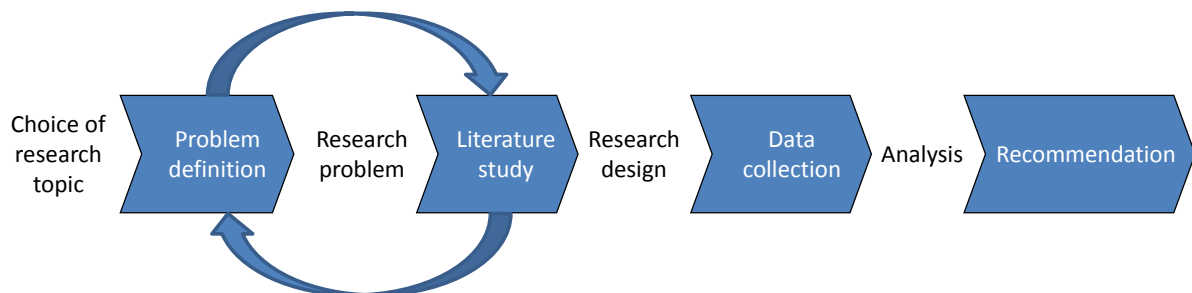 Choice of
research
topic
Problem
definition
Research
problem
Literature
study
Research
design
Data
collection
Analysis
Recommendation